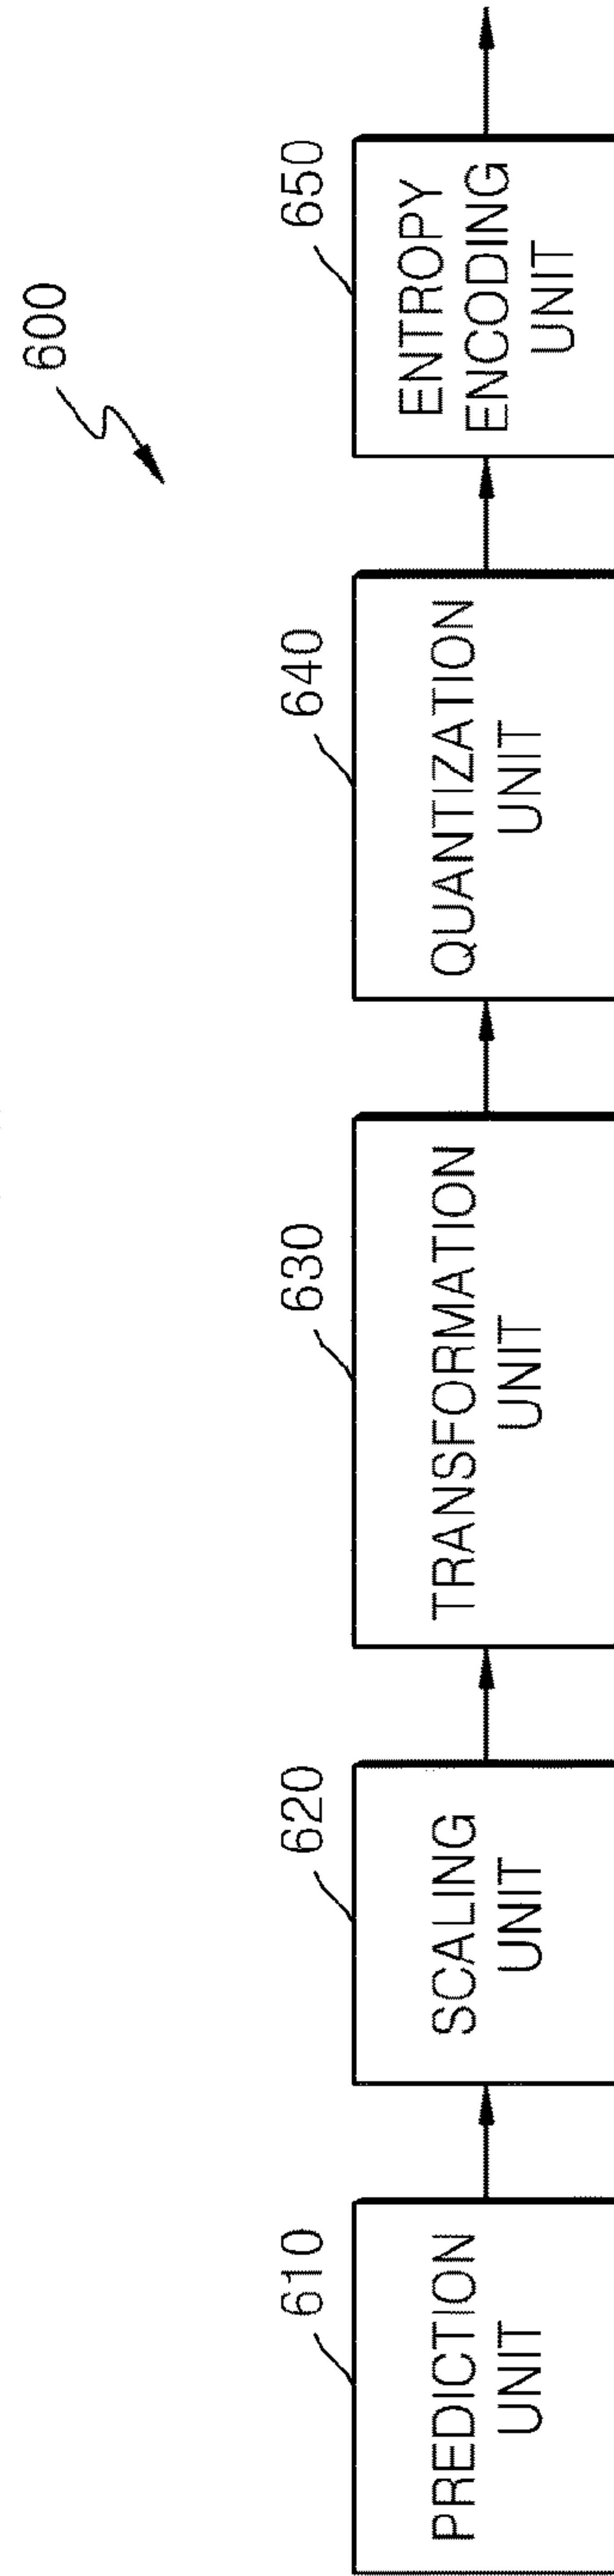 600
610
PREDICTION
UNIT
620
SCALING
UNIT
630
TRANSFORMATION
UNIT
640
QUANTIZATION
UNIT
650
ENTROPY
ENCODING
UNIT